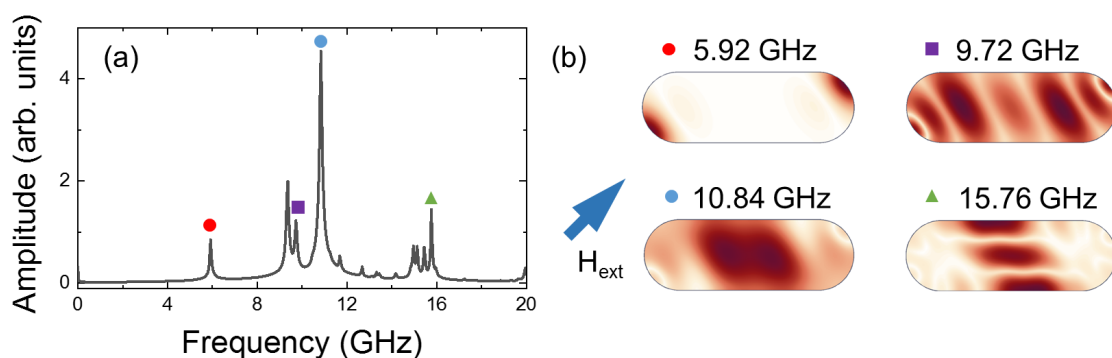 (a)
Amplitude (arb. units)
4
2
0
0 4 8 12 16 20
Frequency (GHz)
(b)
5.92 GHz
9.72 GHz
10.84 GHz
15.76 GHz
Hext